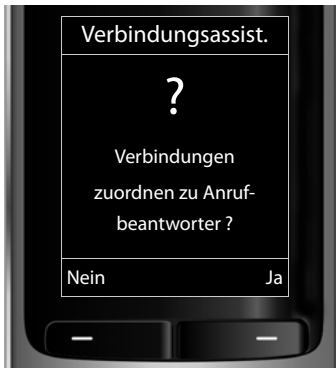 Verbindungsassist.
?
Verbindungen
zuordnen zu Anruf-
beantworter ?
Nein Ja